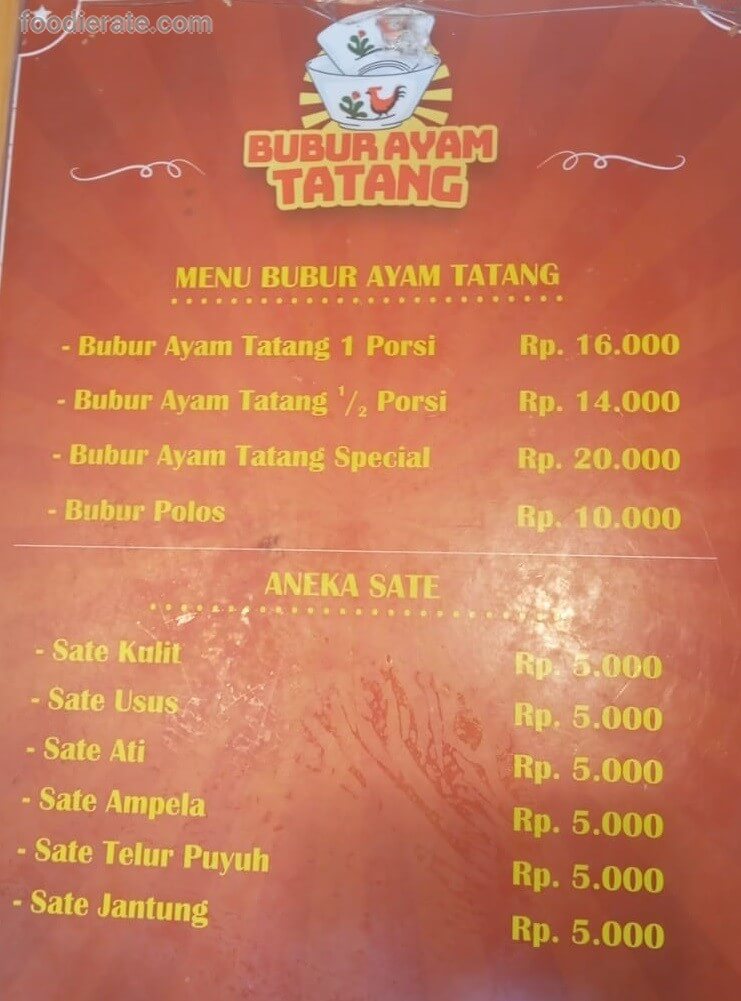 foodierate.com
BUBUR AYAM
TATANG
MENU BUBUR AYAM TATANG
- Bubur Ayam Tatang 1 Porsi Rp. 16.000
- Bubur Ayam Tatang ¹/₂ Porsi Rp. 14.000
- Bubur Ayam Tatang Special Rp. 20.000
- Bubur Polos Rp. 10.000
ANEKA SATE
- Sate Kulit Rp. 5.000
- Sate Usus Rp. 5.000
- Sate Ati Rp. 5.000
- Sate Ampela Rp. 5.000
- Sate Telur Puyuh Rp. 5.000
- Sate Jantung Rp. 5.000